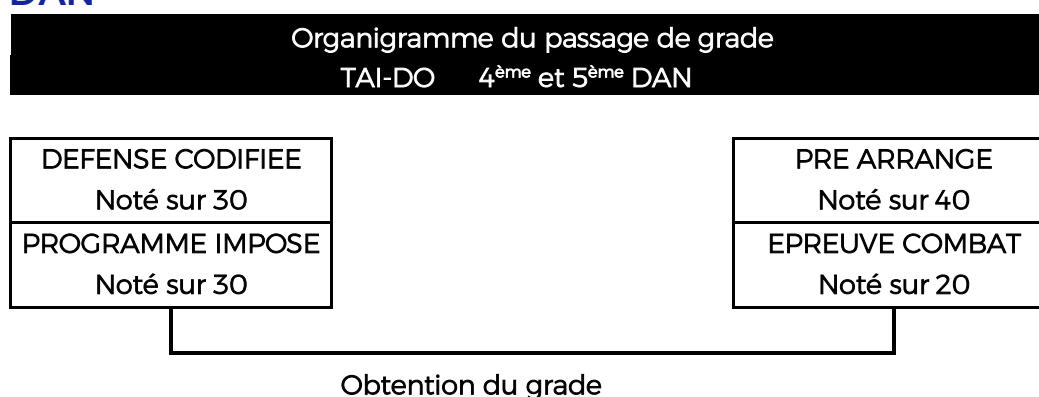 DAN
Organigramme du passage de grade
TAI-DO 4ème et 5ème DAN
DEFENSE CODIFIEE
Noté sur 30
PROGRAMME IMPOSE
Noté sur 30
PRE ARRANGE
Noté sur 40
EPREUVE COMBAT
Noté sur 20
Obtention du grade